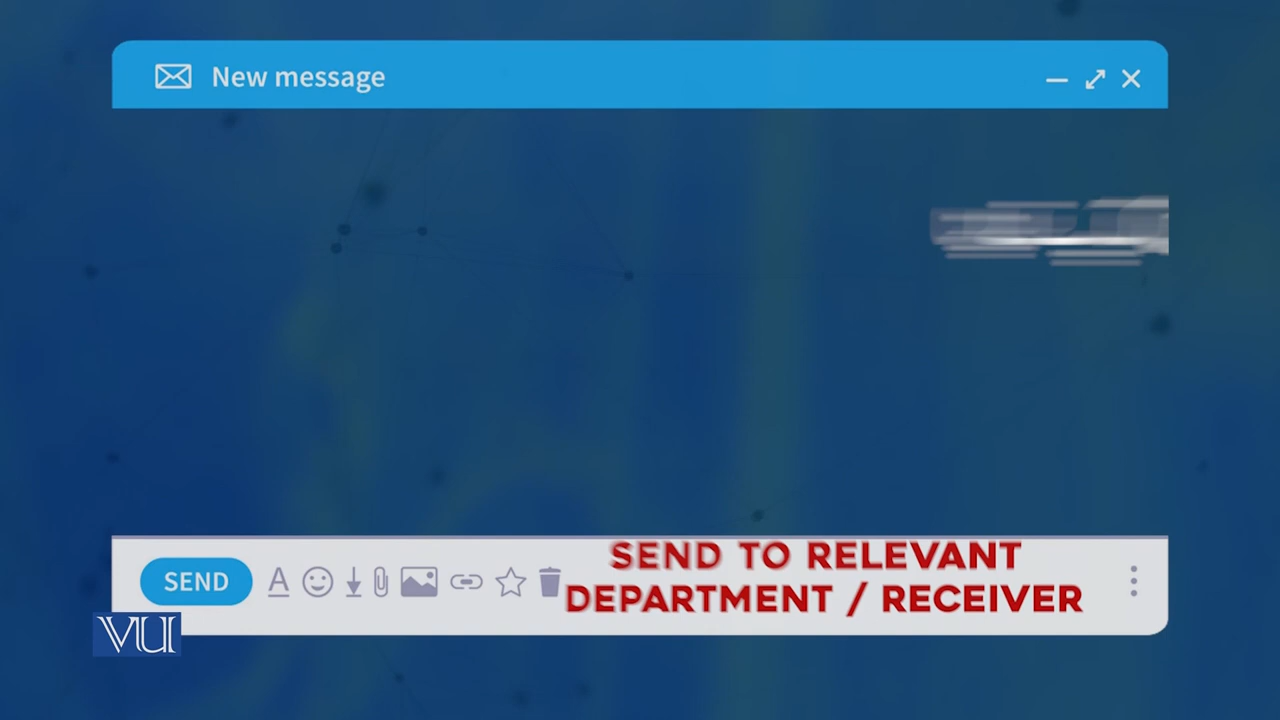 New message
SEND TO RELEVANT
SEND
DEPARTMENT / RECEIVER
VU